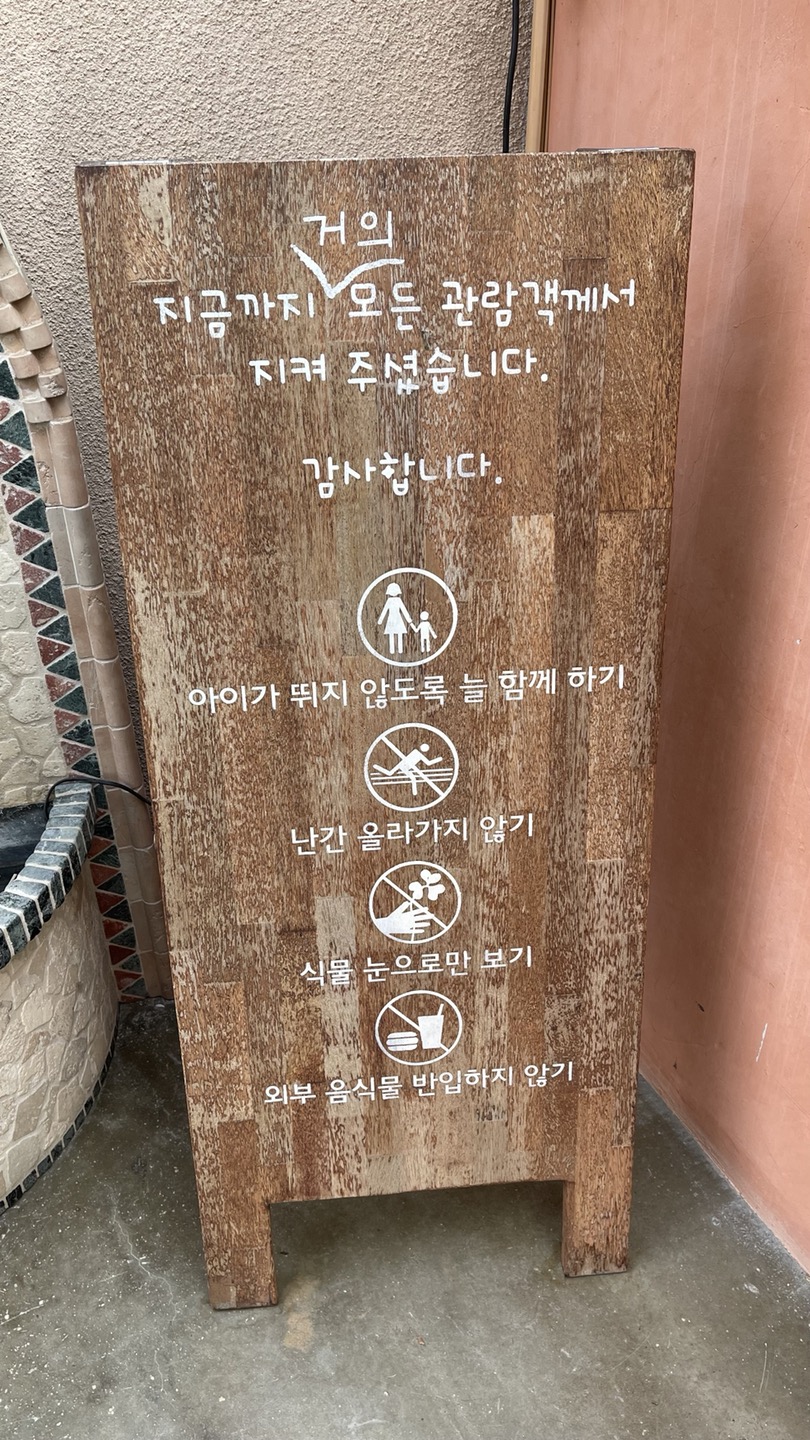 거의
지금까지 모든 관람객께서
지켜 주셨습니다.
감사합니다.
아이가 뛰지 않도록 늘 함께 하기
난간 올라가지 않기
식물 눈으로만 보기
외부 음식물 반입하지 않기